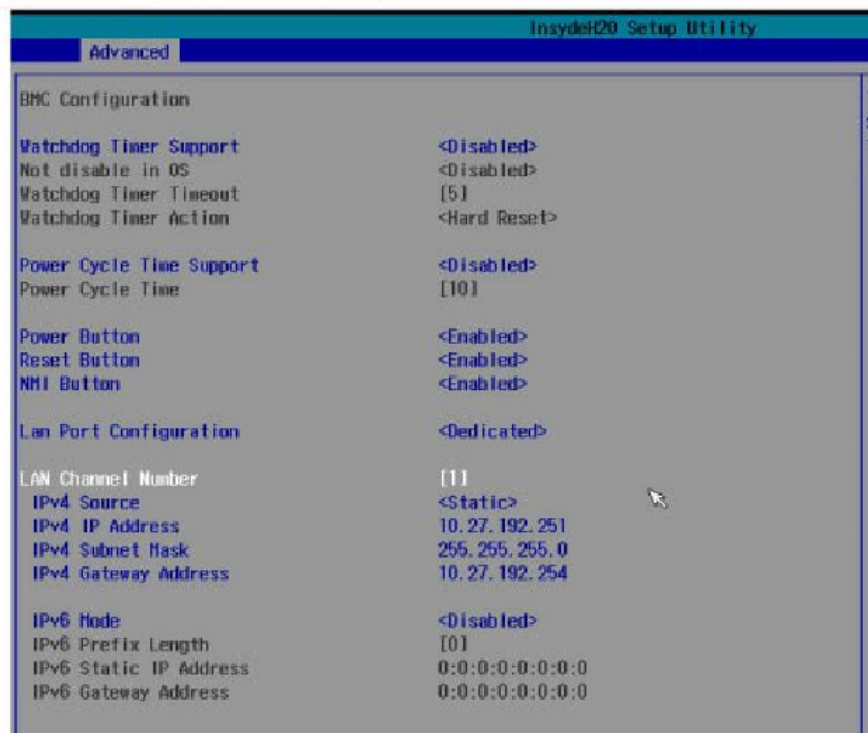 InsydeH20 Setup Utility
Advanced
BMC Configuration
Watchdog Timer Support <Disabled>
Not disable in OS <Disabled>
Watchdog Timer Timeout [5]
Watchdog Timer Action <Hard Reset>
Power Cycle Time Support <Disabled>
Power Cycle Time [10]
Power Button <Enabled>
Reset Button <Enabled>
NMI Button <Enabled>
Lan Port Configuration <Dedicated>
LAN Channel Number [1]
IPv4 Source <Static>
IPv4 IP Address 10.27.192.251
IPv4 Subnet Mask 255.255.255.0
IPv4 Gateway Address 10.27.192.254
IPv6 Mode <Disabled>
IPv6 Prefix Length [0]
IPv6 Static IP Address 0:0:0:0:0:0:0:0
IPv6 Gateway Address 0:0:0:0:0:0:0:0